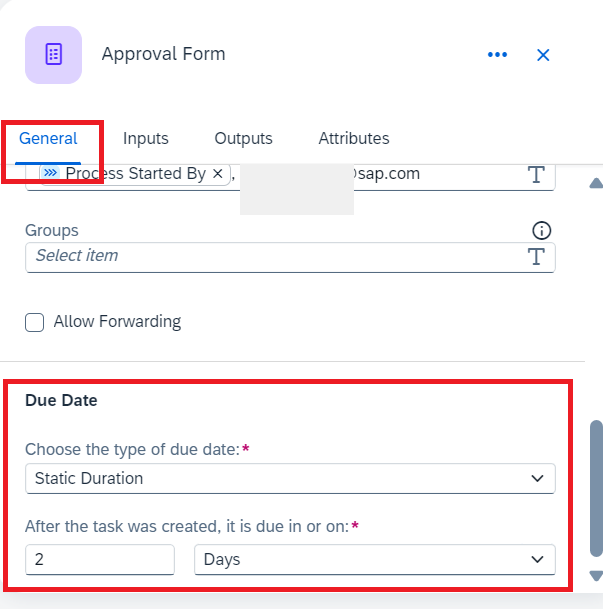 Approval Form
General Inputs Outputs Attributes
Process Started By ×, sap.com
Groups
Select item
Allow Forwarding
Due Date
Choose the type of due date:*
Static Duration
After the task was created, it is due in or on:*
2 Days